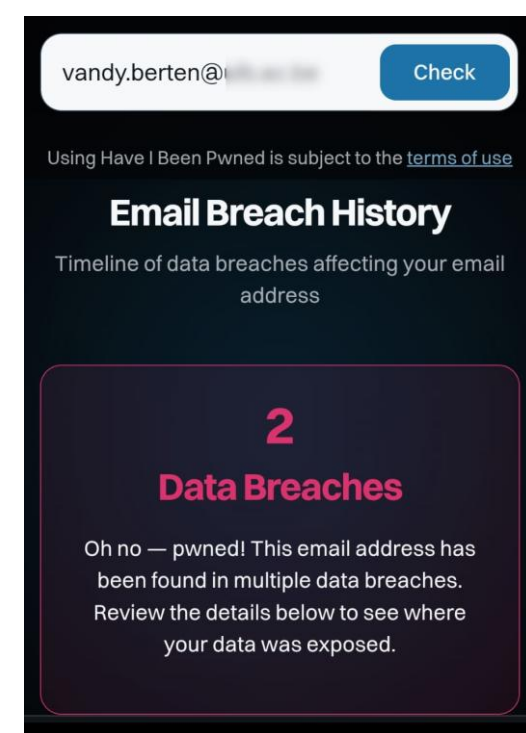 vandy.berten@
Check
Using Have I Been Pwned is subject to the terms of use
Email Breach History
Timeline of data breaches affecting your email
address
2
Data Breaches
Oh no — pwned! This email address has
been found in multiple data breaches.
Review the details below to see where
your data was exposed.